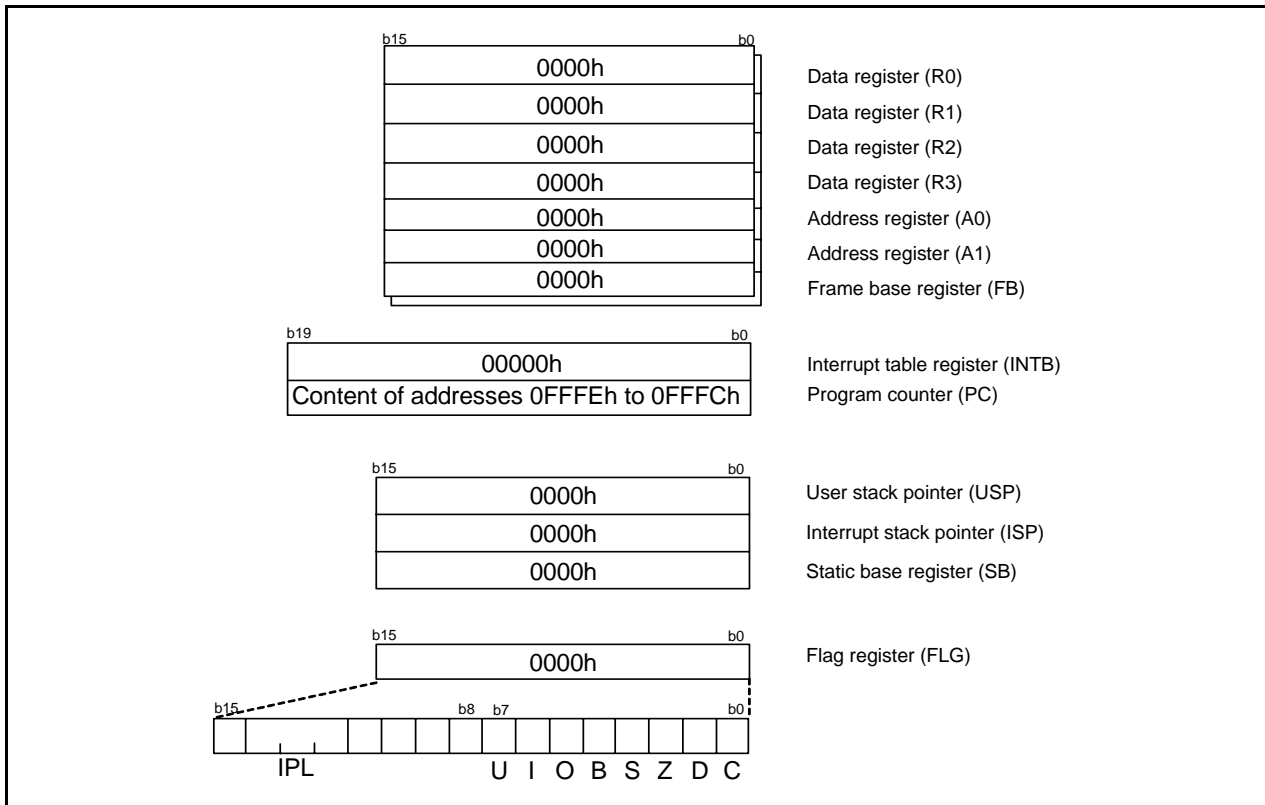 b15 b0
0000h Data register (R0)
0000h Data register (R1)
0000h Data register (R2)
0000h Data register (R3)
0000h Address register (A0)
0000h Address register (A1)
0000h Frame base register (FB)
b19 b0
00000h Interrupt table register (INTB)
Content of addresses 0FFFEh to 0FFFCh Program counter (PC)
b15 b0
0000h User stack pointer (USP)
0000h Interrupt stack pointer (ISP)
0000h Static base register (SB)
b15 b0
0000h Flag register (FLG)
b15 b8 b7 b0
IPL U I O B S Z D C